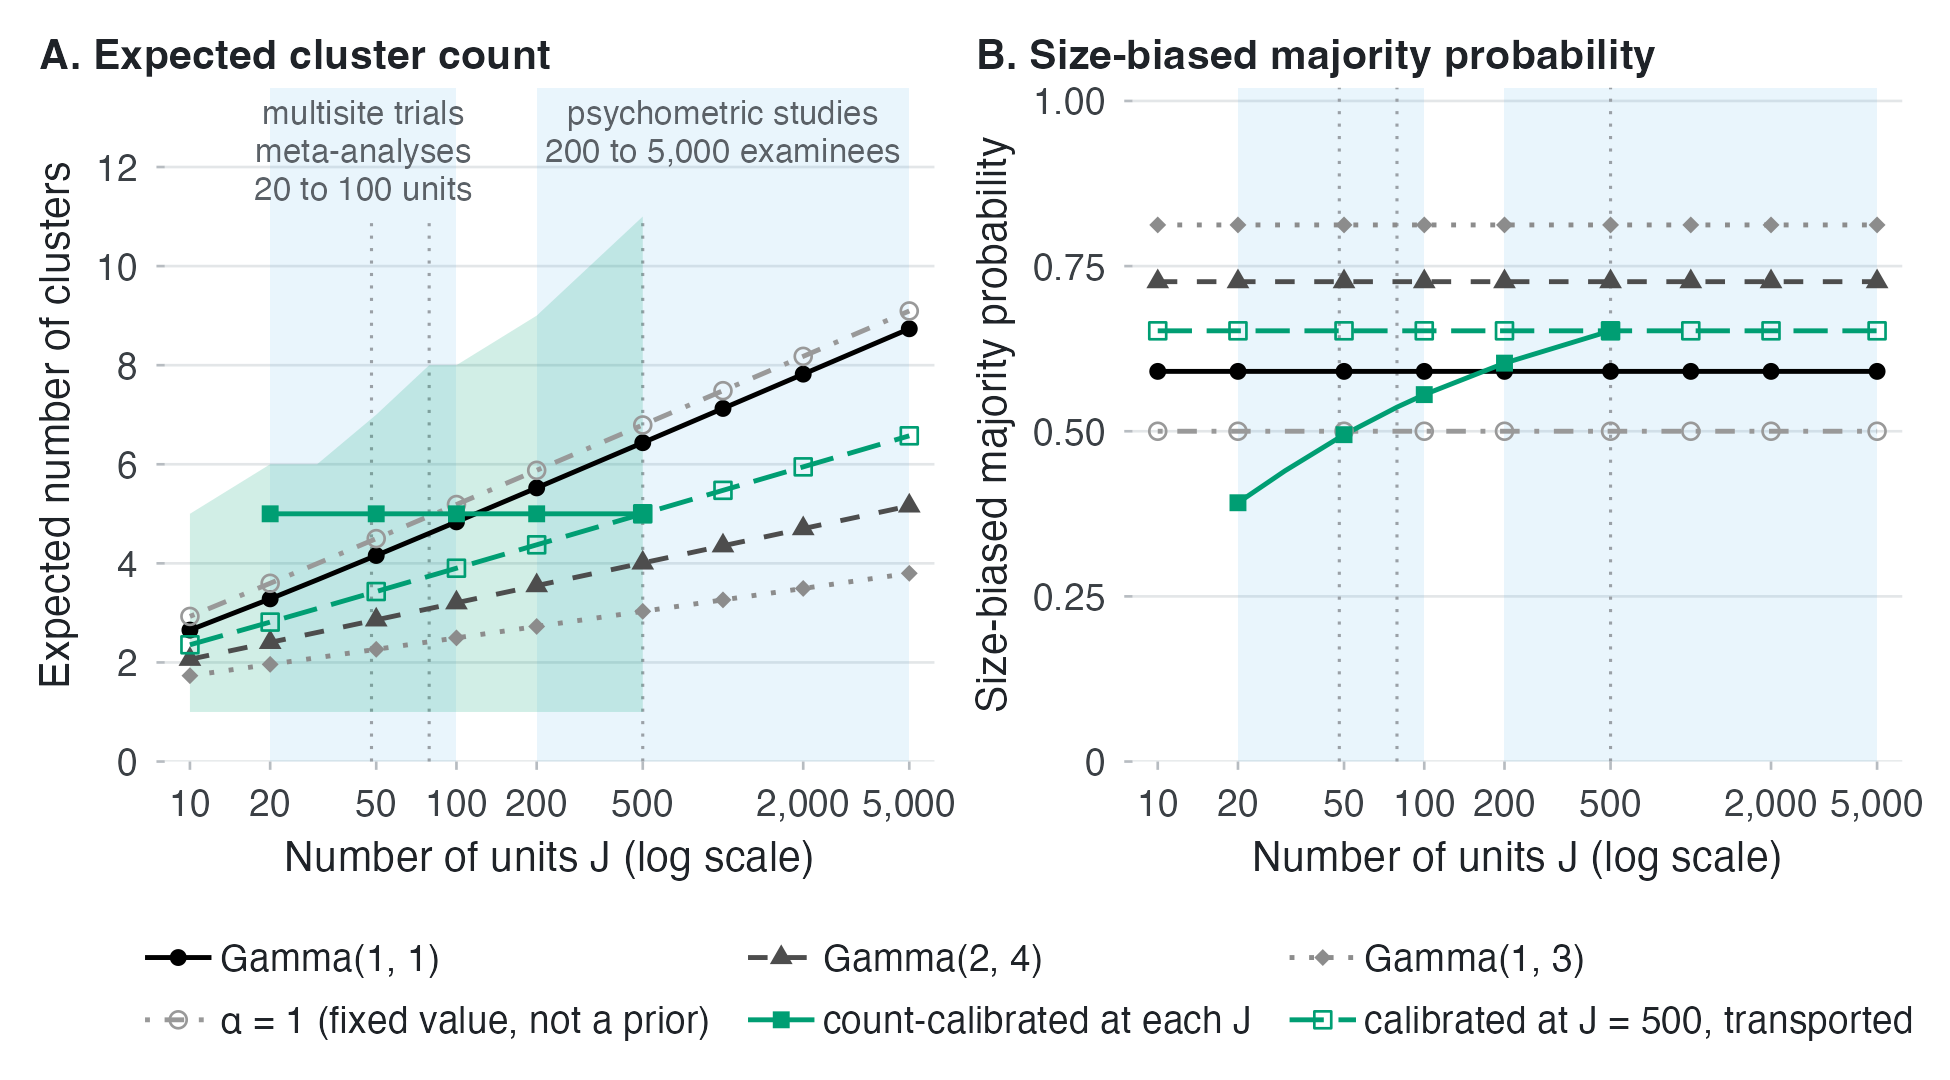 A. Expected cluster count
multisite trials
meta-analyses
20 to 100 units
psychometric studies
200 to 5,000 examinees
Expected number of clusters
12
10
8
6
4
2
0
10 20 50 100 200 500 2,000 5,000
Number of units J (log scale)
B. Size-biased majority probability
Size-biased majority probability
1.00
0.75
0.50
0.25
0
10 20 50 100 200 500 2,000 5,000
Number of units J (log scale)
Gamma(1, 1)
Gamma(2, 4)
Gamma(1, 3)
α = 1 (fixed value, not a prior)
count-calibrated at each J
calibrated at J = 500, transported